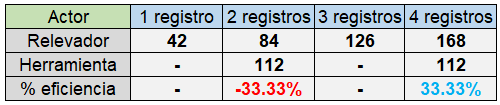 Actor 1 registro 2 registros 3 registros 4 registros
Relevador 42 84 126 168
Herramienta - 112 - 112
% eficiencia - -33.33% - 33.33%